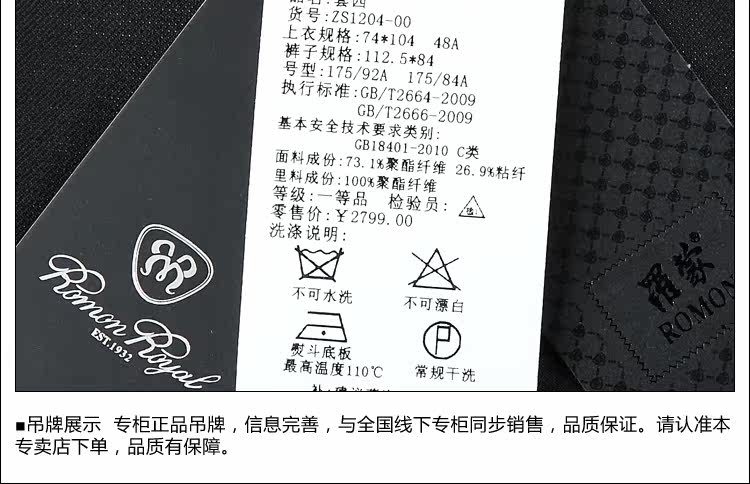 品名:套西
货号:ZS1204-00
上衣规格:74*104 48A
裤子规格:112.5*84
号型:175/92A 175/84A
执行标准:GB/T2664-2009
GB/T2666-2009
基本安全技术要求类别:
GB18401-2010 C类
面料成份:73.1%聚酯纤维 26.9%粘纤
里料成份:100%聚酯纤维
等级:一等品 检验员:
零售价:¥2799.00
洗涤说明:
不可水洗 不可漂白
P
熨斗底板
最高温度110℃ 常规干洗
Romon Royal
EST.1932
羅蒙
ROMON
■吊牌展示 专柜正品吊牌，信息完善，与全国线下专柜同步销售，品质保证。请认准本
专卖店下单，品质有保障。